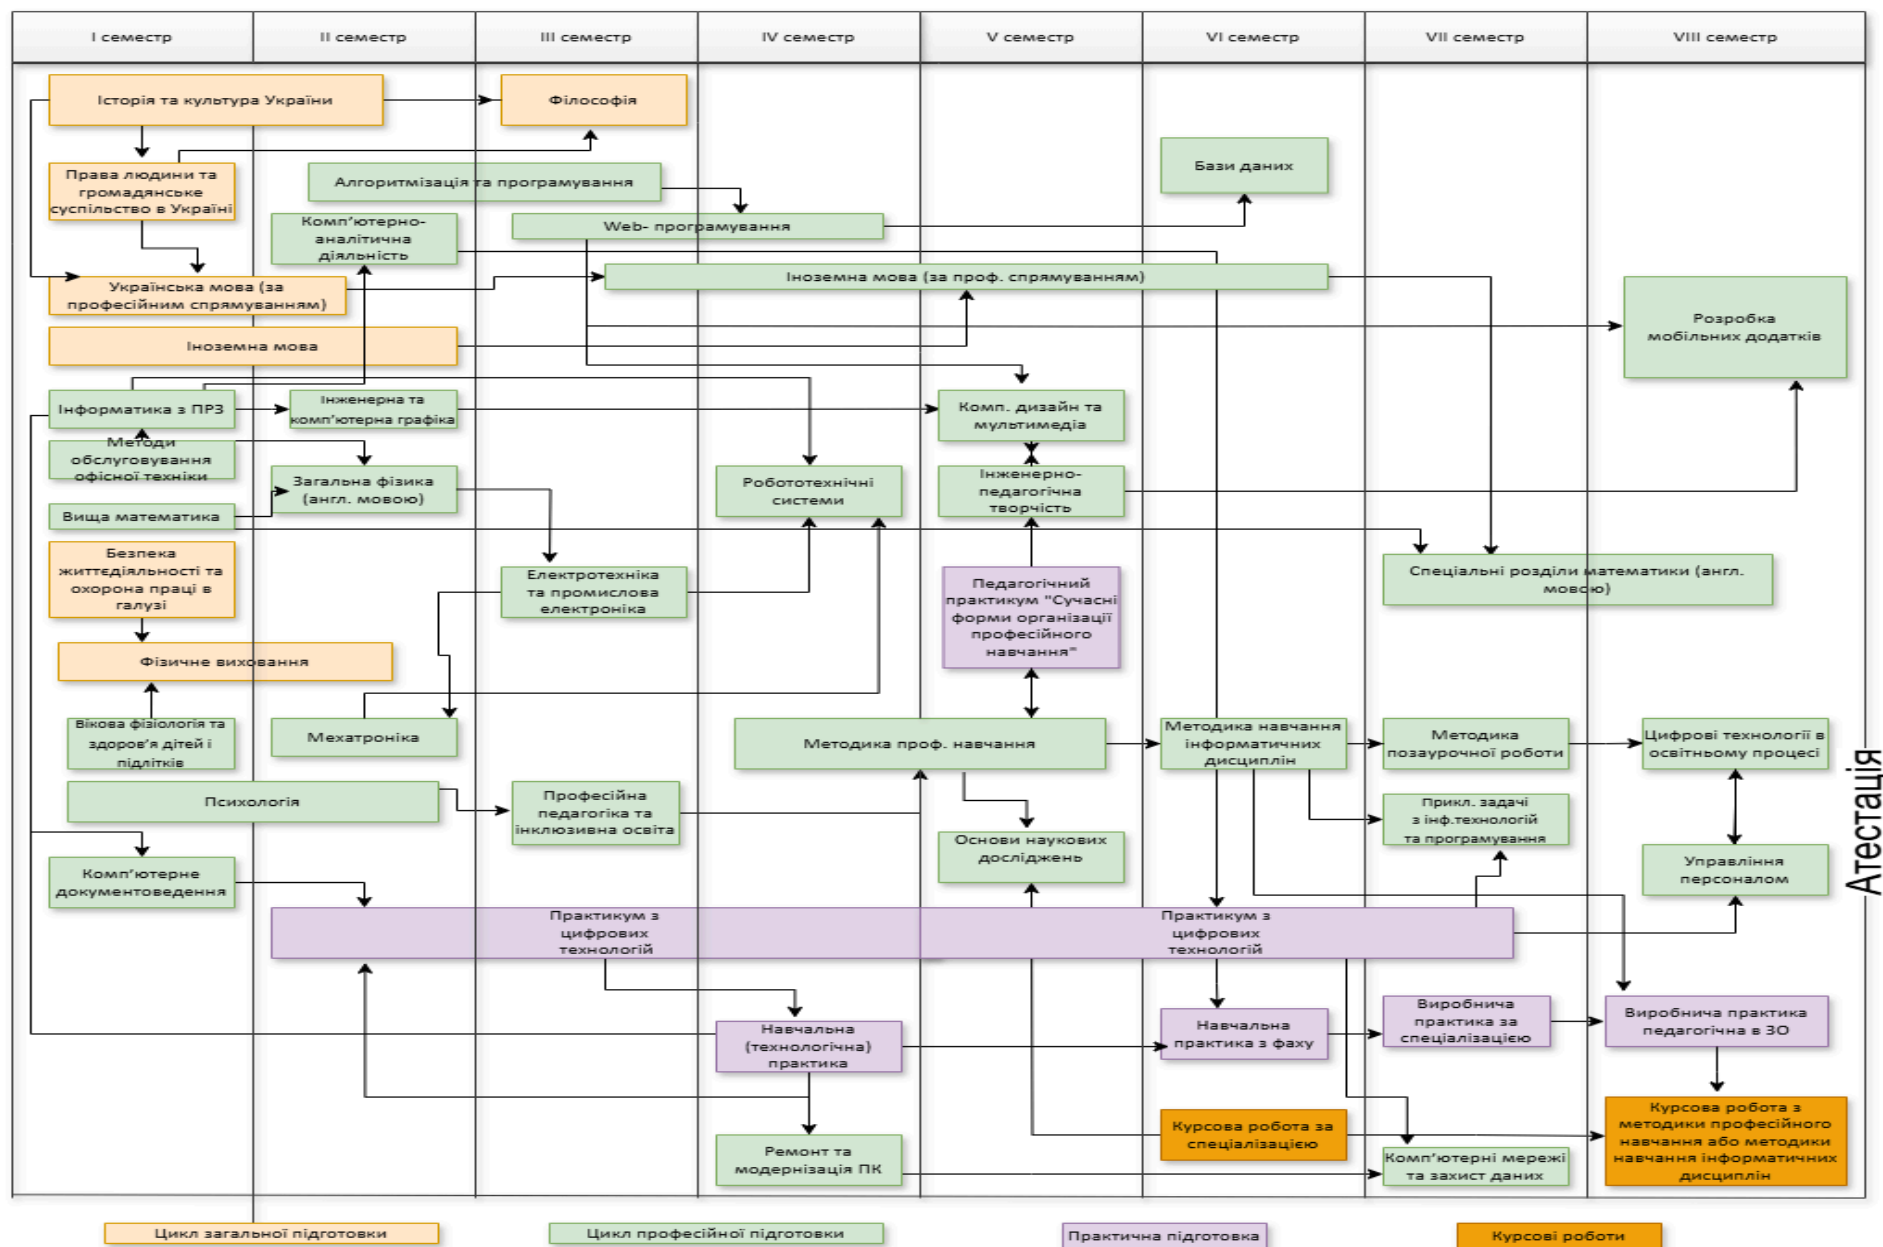 І семестр
ІІ семестр
ІІІ семестр
IV семестр
V семестр
VI семестр
VII семестр
VIII семестр
Історія та культура України
Філософія
Права людини та
громадянське
суспільство в Україні
Алгоритмізація та програмування
Бази даних
Комп'ютерно-
аналітична
діяльність
Web- програмування
Українська мова (за
професійним спрямуванням)
Іноземна мова (за проф. спрямуванням)
Розробка
мобільних додатків
Іноземна мова
Інформатика з ПРЗ
Інженерна та
комп'ютерна графіка
Комп. дизайн та
мультимедіа
Методи
обслуговування
офісної техніки
Загальна фізика
(англ. мовою)
Робототехнічні
системи
Інженерно-
педагогічна
творчість
Вища математика
Безпека
життєдіяльності та
охорона праці в
галузі
Електротехніка
та промислова
електроніка
Педагогічний
практикум "Сучасні
форми організації
професійного
навчання"
Спеціальні розділи математики (англ.
мовою)
Фізичне виховання
Вікова фізіологія та
здоров'я дітей і
підлітків
Мехатроніка
Методика проф. навчання
Методика навчання
інформатичних
дисциплін
Методика
позаурочної роботи
Цифрові технології в
освітньому процесі
Психологія
Професійна
педагогіка та
інклюзивна освіта
Основи наукових
досліджень
Прикл. задачі
з інф.технологій
та програмування
Управління
персоналом
Атестація
Комп'ютерне
документоведення
Практикум з
цифрових
технологій
Практикум з
цифрових
технологій
Навчальна
(технологічна)
практика
Навчальна
практика з фаху
Виробнича
практика за
спеціалізацією
Виробнича практика
педагогічна в ЗО
Ремонт та
модернізація ПК
Курсова робота за
спеціалізацією
Комп'ютерні мережі
та захист даних
Курсова робота з
методики професійного
навчання або методики
навчання інформатичних
дисциплін
Цикл загальної підготовки
Цикл професійної підготовки
Практична підготовка
Курсові роботи